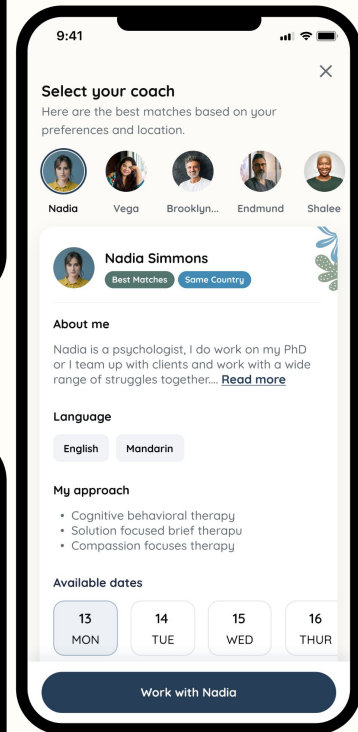 9:41
Select your coach
Here are the best matches based on your
preferences and location.
Nadia Vega Brooklyn... Endmund Shalee
Nadia Simmons
Best Matches Same Country
About me
Nadia is a psychologist, I do work on my PhD
or I team up with clients and work with a wide
range of struggles together.... Read more
Language
English Mandarin
My approach
• Cognitive behavioral therapy
• Solution focused brief therapu
• Compassion focuses therapy
Available dates
13 14 15 16
MON TUE WED THUR
Work with Nadia